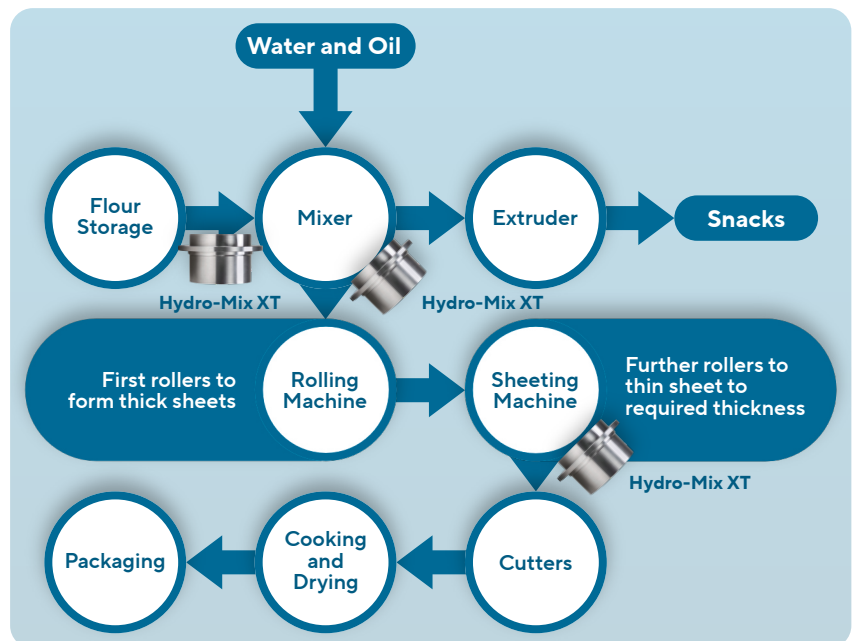 Water and Oil
Flour
Storage
Mixer
Extruder
Snacks
Hydro-Mix XT
Hydro-Mix XT
First rollers to
form thick sheets
Rolling
Machine
Sheeting
Machine
Further rollers to
thin sheet to
required thickness
Hydro-Mix XT
Packaging
Cooking
and
Drying
Cutters